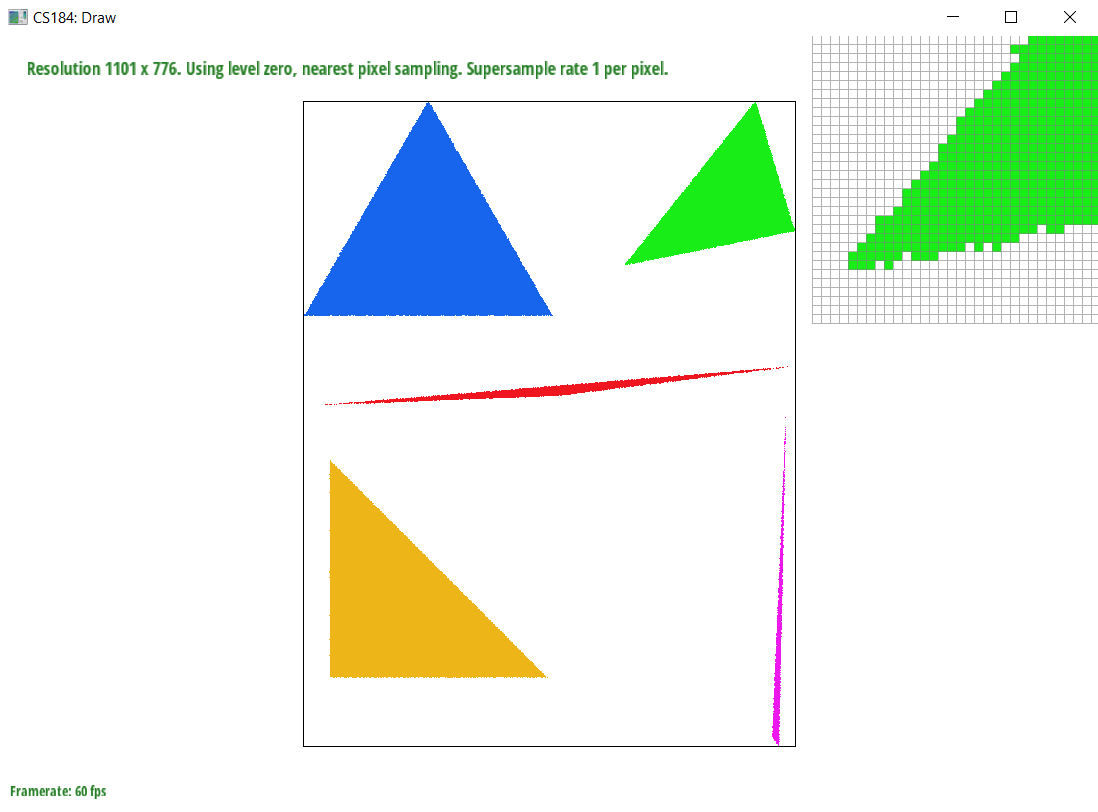 CS184: Draw
Resolution 1101 x 776. Using level zero, nearest pixel sampling. Supersample rate 1 per pixel.
Framerate: 60 fps